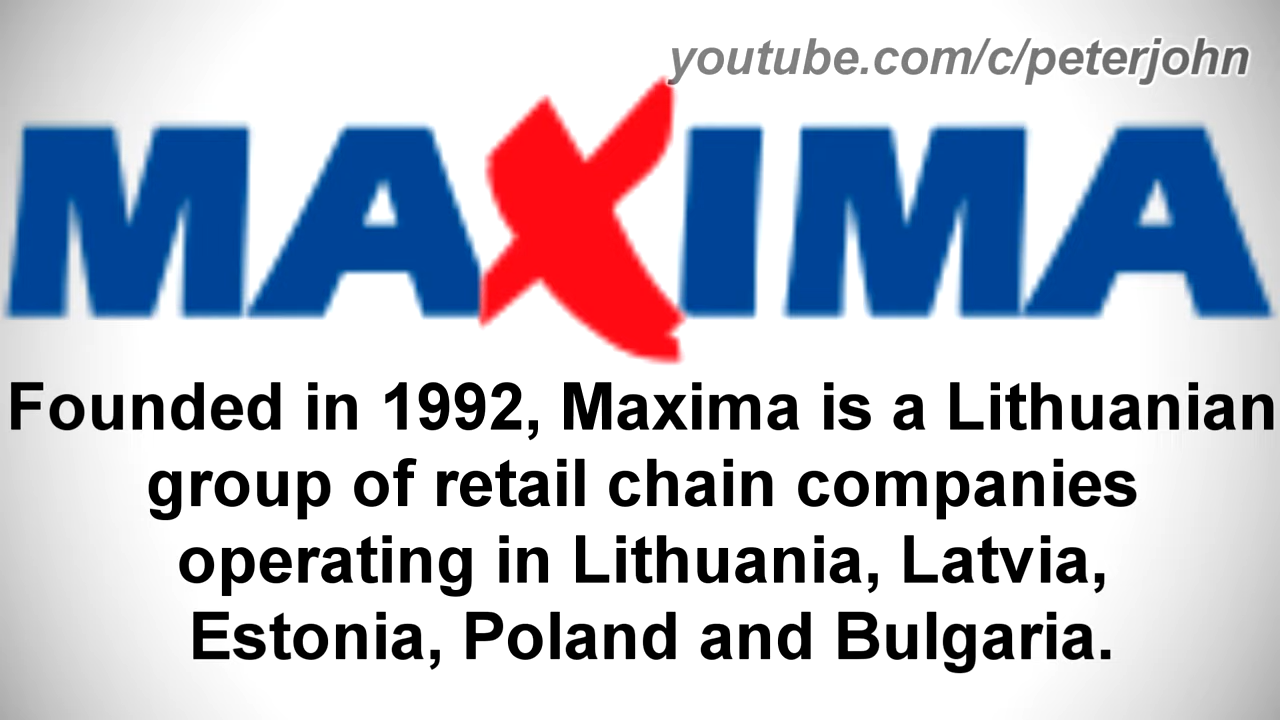 youtube.com/c/peterjohn
MAXIMA
Founded in 1992, Maxima is a Lithuanian
group of retail chain companies
operating in Lithuania, Latvia,
Estonia, Poland and Bulgaria.